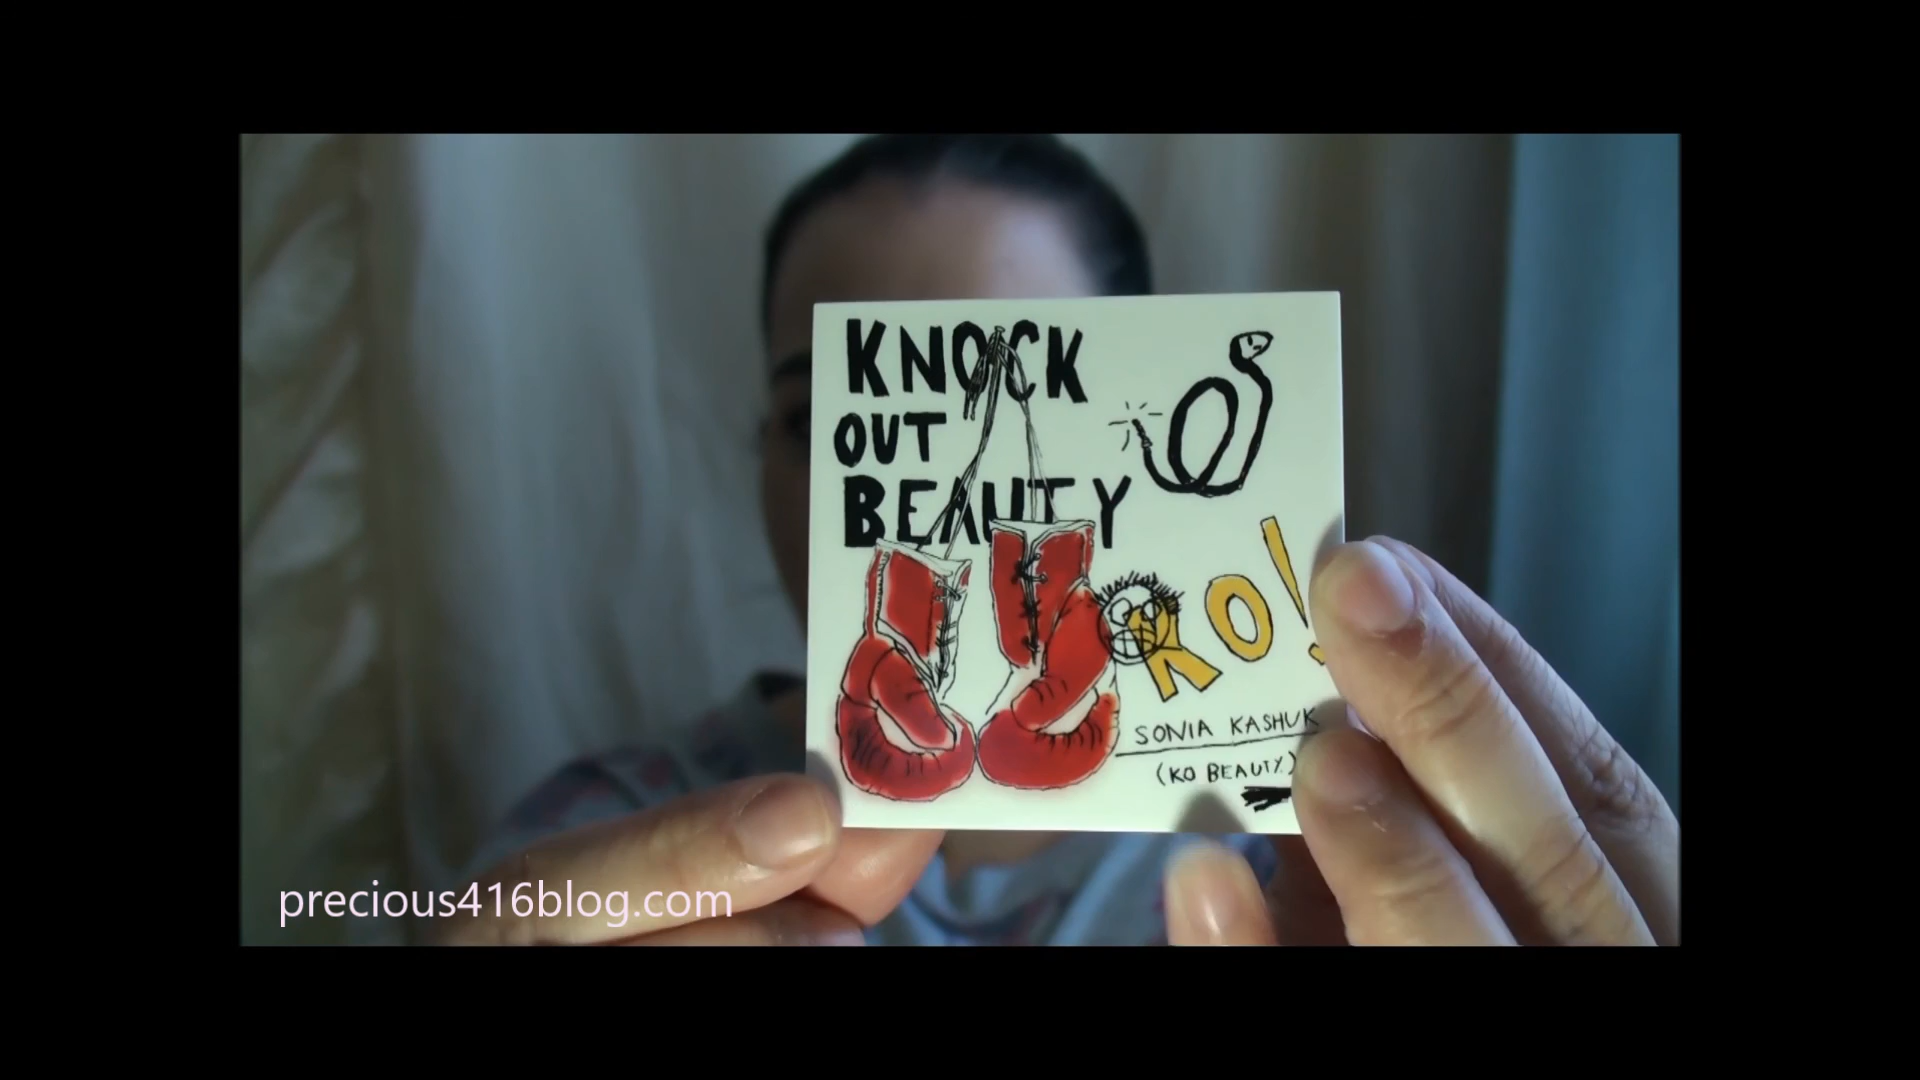 KNOCK
OUT
BEAUTY
KO!
SONIA KASHUK
(KO BEAUTY)
precious416blog.com